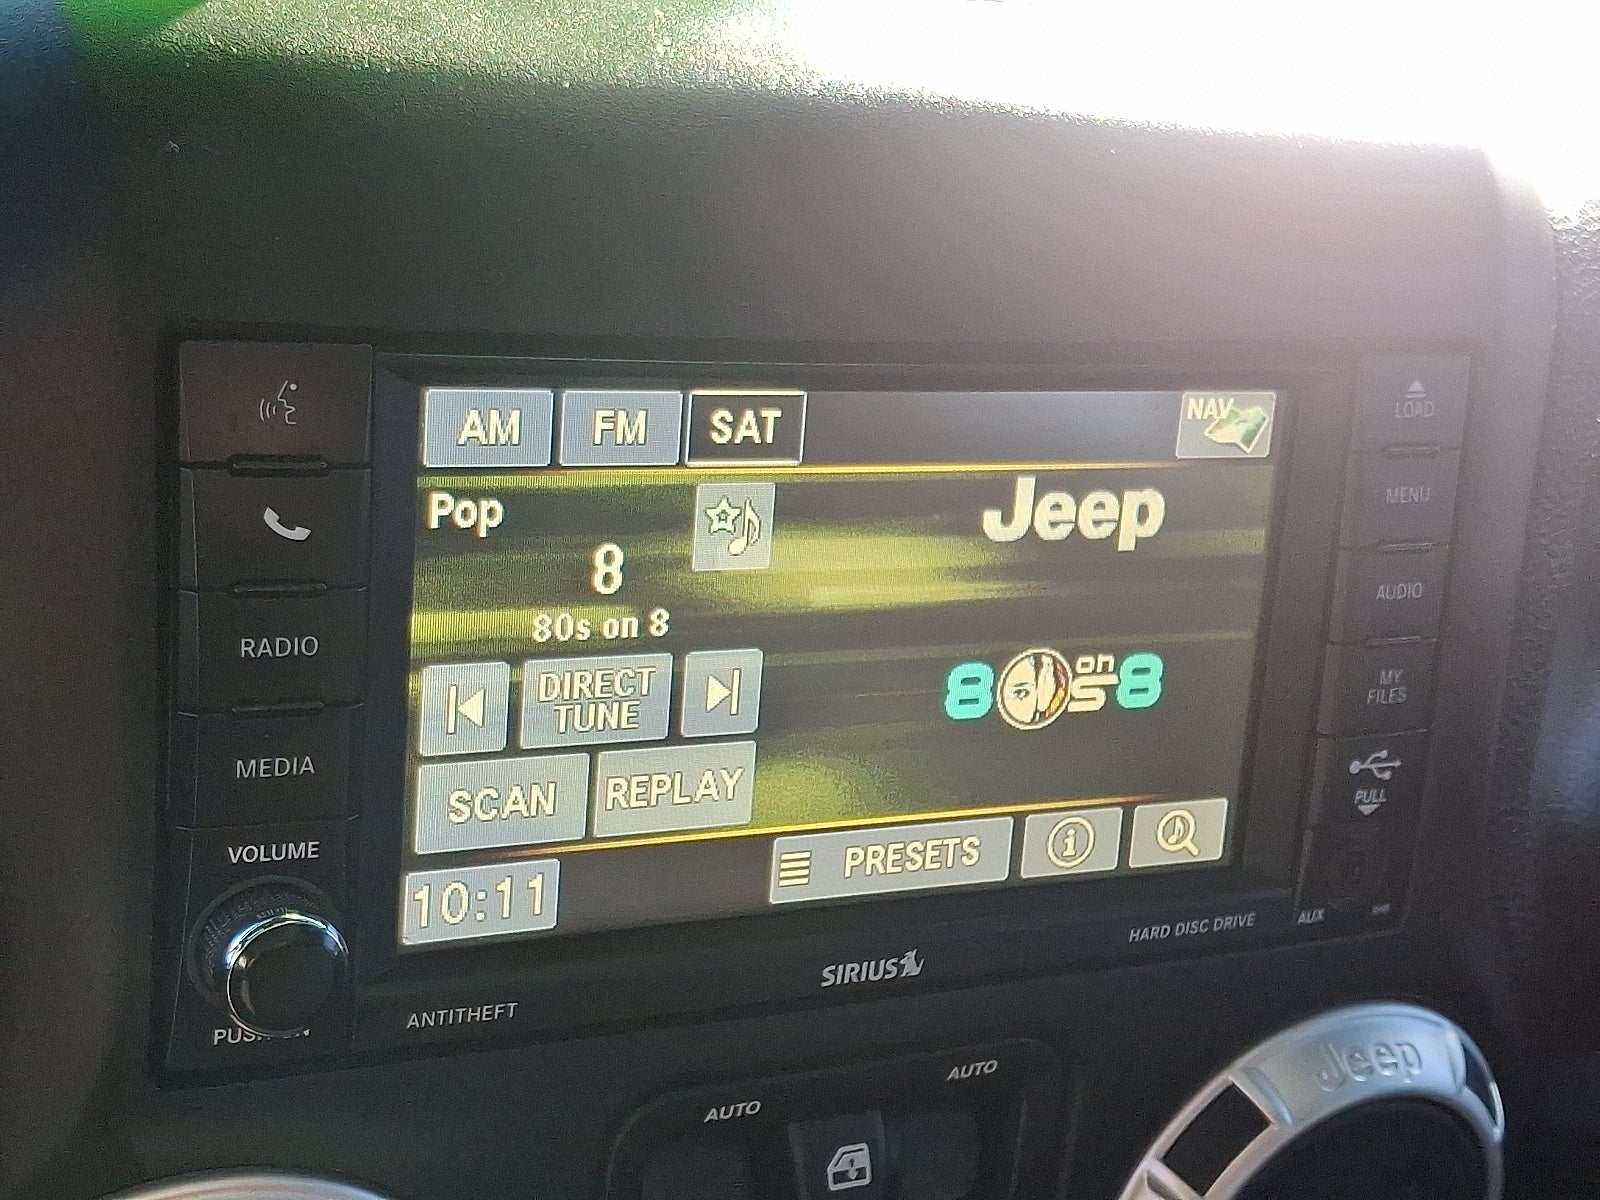 AM FM SAT NAV
Pop
8
80s on 8
Jeep
80s on 8
DIRECT
TUNE
SCAN REPLAY
10:11 PRESETS
RADIO
MEDIA
VOLUME
ANTITHEFT
SIRIUS
HARD DISC DRIVE
LOAD
MENU
AUDIO
MY
FILES
PULL
AUX
AUTO
AUTO
Jeep